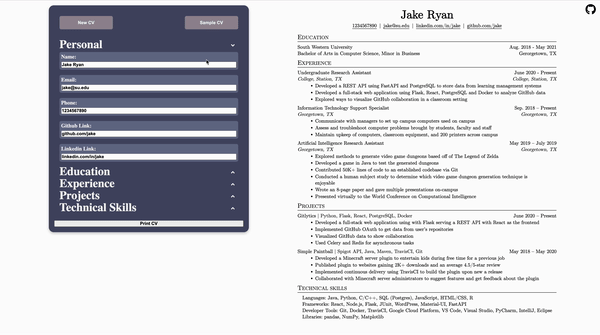 New CV
Sample CV
Personal
Name:
Jake Ryan
Email:
jake@su.edu
Phone:
1234567890
Github Link:
github.com/jake
Linkedin Link:
linkedin.com/in/jake
Education
Experience
Projects
Technical Skills
Print CV
Jake Ryan
1234567890 | jake@su.edu | linkedin.com/in/jake | github.com/jake
EDUCATION
South Western University Aug. 2018 - May 2021
Bachelor of Arts in Computer Science, Minor in Business Georgetown, TX
EXPERIENCE
Undergraduate Research Assistant June 2020 - Present
College Station, TX College Station, TX
• Developed a REST API using FastAPI and PostgreSQL to store data from learning management systems
• Developed a full-stack web application using Flask, React, PostgreSQL and Docker to analyze GitHub data
• Explored ways to visualize GitHub collaboration in a classroom setting
Information Technology Support Specialist Sep. 2018 - Present
Georgetown, TX Georgetown, TX
• Communicate with managers to set up campus computers used on campus
• Assess and troubleshoot computer problems brought by students, faculty and staff
• Maintain upkeep of computers, classroom equipment, and 200 printers across campus
Artificial Intelligence Research Assistant May 2019 - July 2019
Georgetown, TX Georgetown, TX
• Explored methods to generate video game dungeons based off of The Legend of Zelda
• Developed a game in Java to test the generated dungeons
• Contributed 50K+ lines of code to an established codebase via Git
• Conducted a human subject study to determine which video game dungeon generation technique is
enjoyable
• Wrote an 8-page paper and gave multiple presentations on-campus
• Presented virtually to the World Conference on Computational Intelligence
PROJECTS
Gitlytics | Python, Flask, React, PostgreSQL, Docker June 2020 - Present
• Developed a full-stack web application using with Flask serving a REST API with React as the frontend
• Implemented GitHub OAuth to get data from user's repositories
• Visualized GitHub data to show collaboration
• Used Celery and Redis for asynchronous tasks
Simple Paintball | Spigot API, Java, Maven, TravisCI, Git May 2018 - May 2020
• Developed a Minecraft server plugin to entertain kids during free time for a previous job
• Published plugin to websites gaining 2K+ downloads and an average 4.5/5-star review
• Implemented continuous delivery using TravisCI to build the plugin upon new a release
• Collaborated with Minecraft server administrators to suggest features and get feedback about the plugin
TECHNICAL SKILLS
Languages: Java, Python, C/C++, SQL (Postgres), JavaScript, HTML/CSS, R
Frameworks: React, Node.js, Flask, JUnit, WordPress, Material-UI, FastAPI
Developer Tools: Git, Docker, TravisCI, Google Cloud Platform, VS Code, Visual Studio, PyCharm, IntelliJ, Eclipse
Libraries: pandas, NumPy, Matplotlib